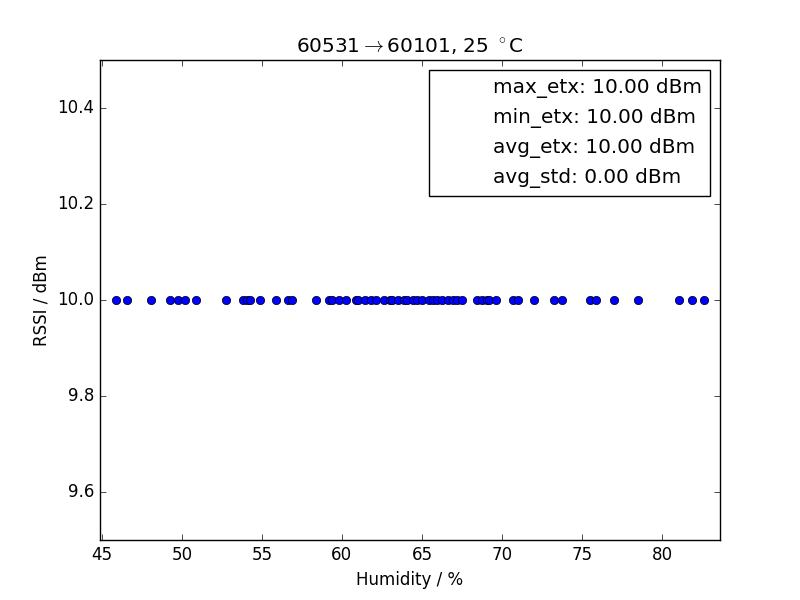 60531→60101, 25 °C
max_etx: 10.00 dBm
min_etx: 10.00 dBm
avg_etx: 10.00 dBm
avg_std: 0.00 dBm
RSSI / dBm
10.4
10.2
10.0
9.8
9.6
45 50 55 60 65 70 75 80
Humidity / %